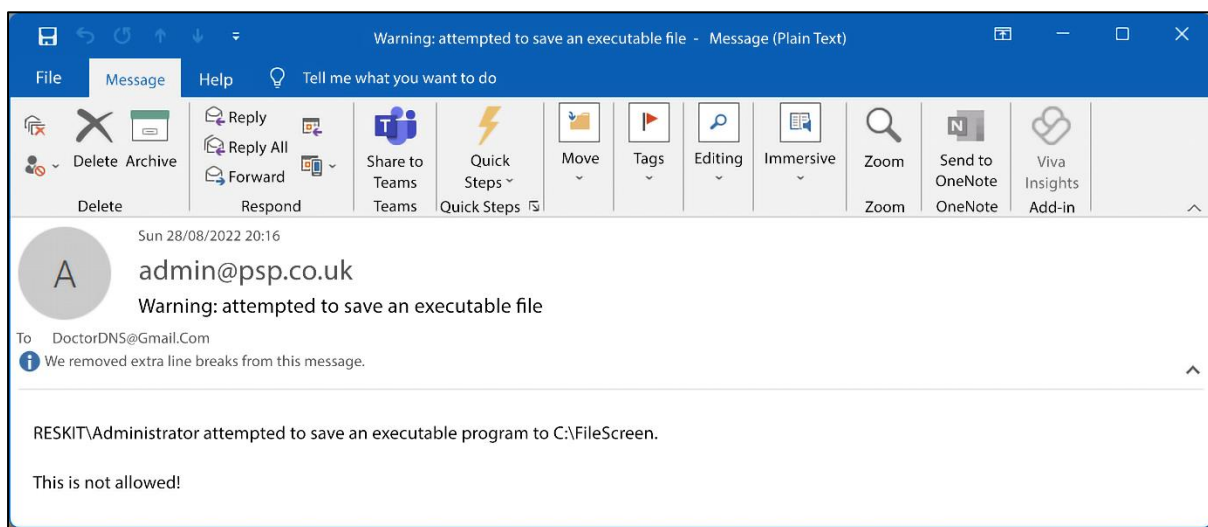 Warning: attempted to save an executable file - Message (Plain Text)
File Message Help Tell me what you want to do
Delete Archive
Reply
Reply All
Forward
Share to Teams
Quick Steps
Move
Tags
Editing
Immersive
Zoom
Send to OneNote
Viva Insights
Delete Respond Teams Quick Steps Zoom OneNote Add-in
Sun 28/08/2022 20:16
A
admin@psp.co.uk
Warning: attempted to save an executable file
To DoctorDNS@Gmail.Com
We removed extra line breaks from this message.
RESKIT\Administrator attempted to save an executable program to C:\FileScreen.
This is not allowed!